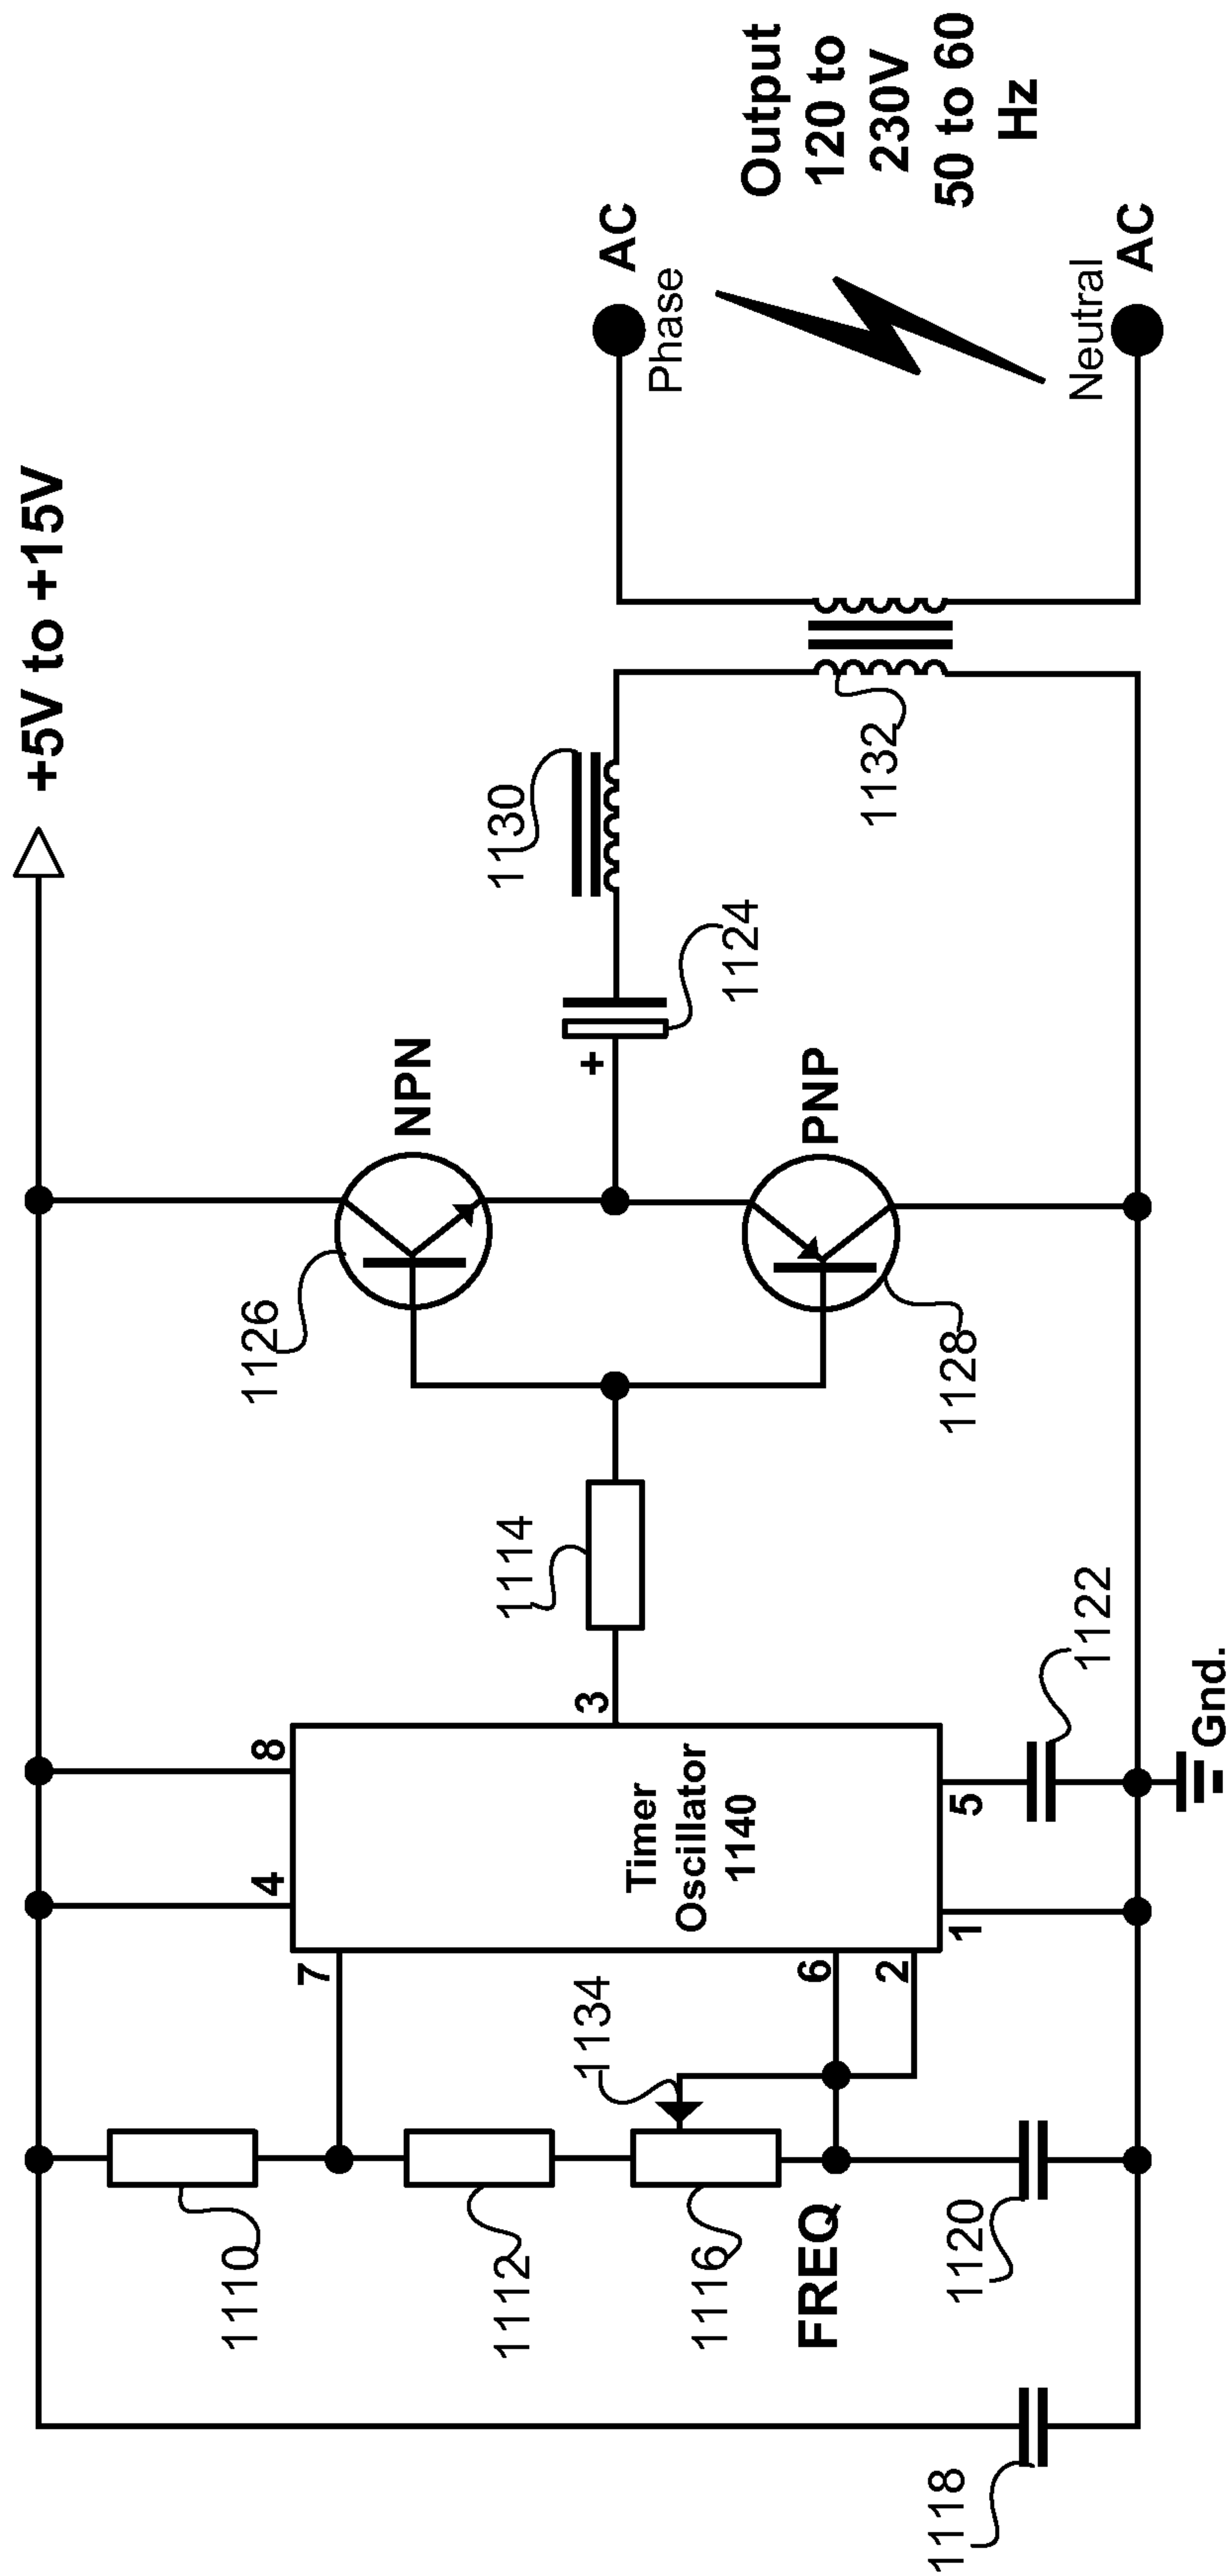 +5V to +15V
1110
7
4
8
1126
NPN
1112
1134
1116
FREQ
6
2
Timer
Oscillator
1140
3
1114
+
1124
1130
PNP
1128
1132
AC
Phase
Output
120 to
230V
50 to 60
Hz
Neutral
AC
1118
1120
1
5
1122
Gnd.